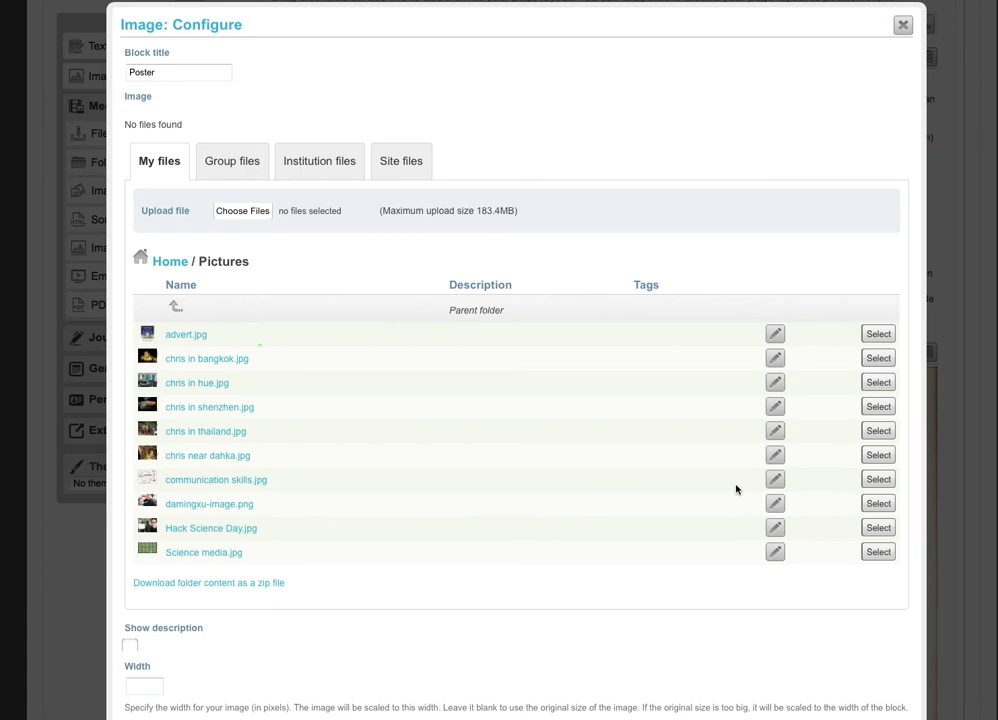 Image: Configure
Block title
Poster
Image
No files found
My files
Group files
Institution files
Site files
Upload file
Choose Files no files selected
(Maximum upload size 183.4MB)
Home / Pictures
Name
Description
Tags
Parent folder
advert.jpg
Select
chris in bangkok.jpg
Select
chris in hue.jpg
Select
chris in shenzhen.jpg
Select
chris in thailand.jpg
Select
chris near dahka.jpg
Select
communication skills.jpg
Select
damingxu-image.png
Select
Hack Science Day.jpg
Select
Science media.jpg
Select
Download folder content as a zip file
Show description
Width
Specify the width for your image (in pixels). The image will be scaled to this width. Leave it blank to use the original size of the image. If the original size is too big, it will be scaled to the width of the block.